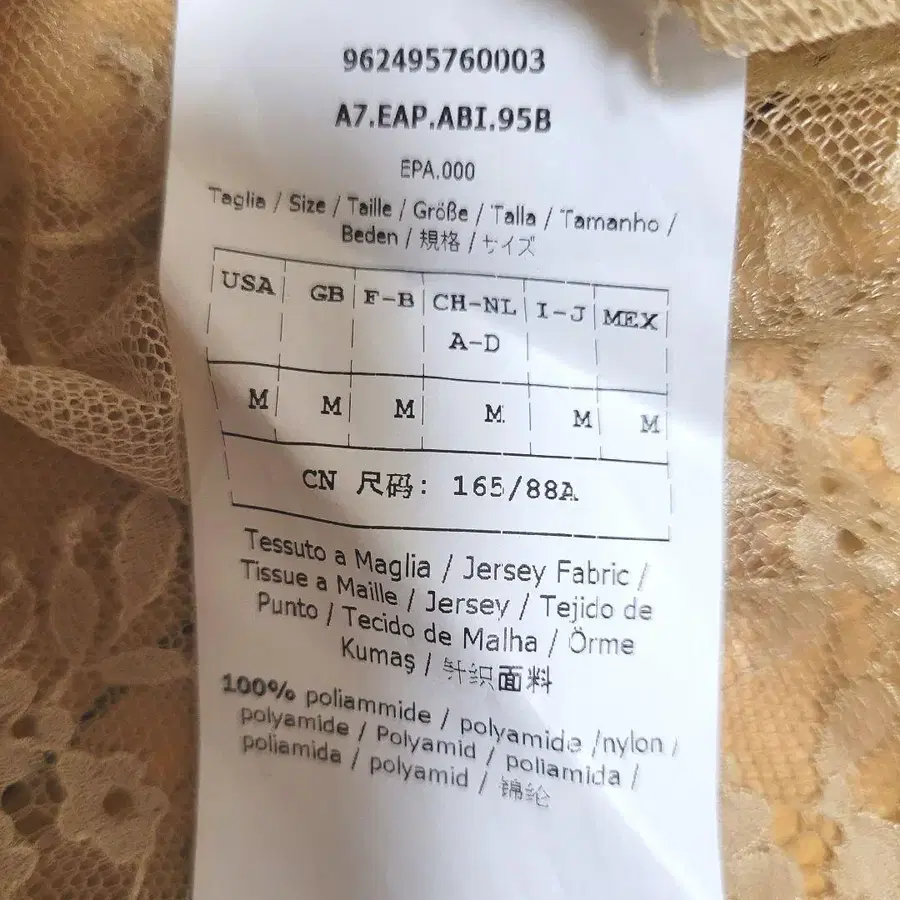 962495760003
A7.EAP.ABI.95B
EPA.000
Taglia / Size / Taille / Größe / Talla / Tamanho /
Beden / 規格 / サイズ
USA GB F-B CH-NL I-J MEX
A-D
M M M M M M
CN 尺码: 165/88A
Tessuto a Maglia / Jersey Fabric /
Tissue a Maille / Jersey / Tejido de
Punto / Tecido de Malha / Örme
Kumaş / 针织面料
100% poliammide / polyamide /nylon /
polyamide / Polyamid / poliamida /
poliamida / polyamid / 锦纶